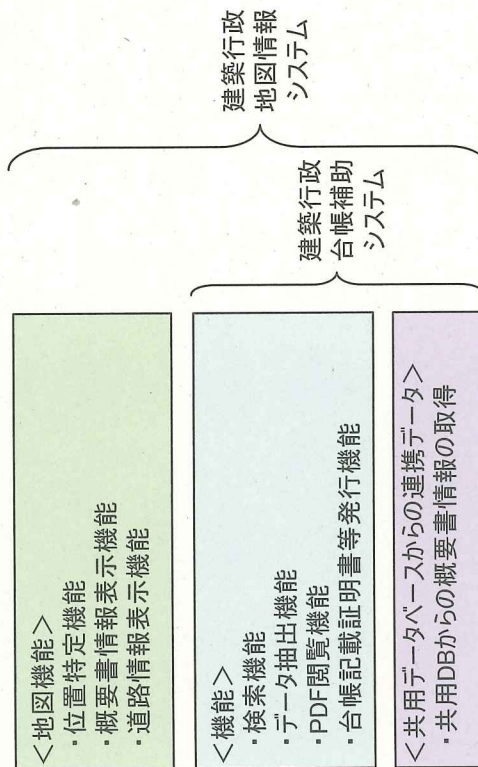 ＜地図機能＞
・位置特定機能
・概要書情報表示機能
・道路情報表示機能
＜機能＞
・検索機能
・データ抽出機能
・PDF閲覧機能
・台帳記載証明書等発行機能
＜共用データベースからの連携データ＞
・共用DBからの概要書情報の取得
建築行政
台帳補助
システム
建築行政
地図情報
システム